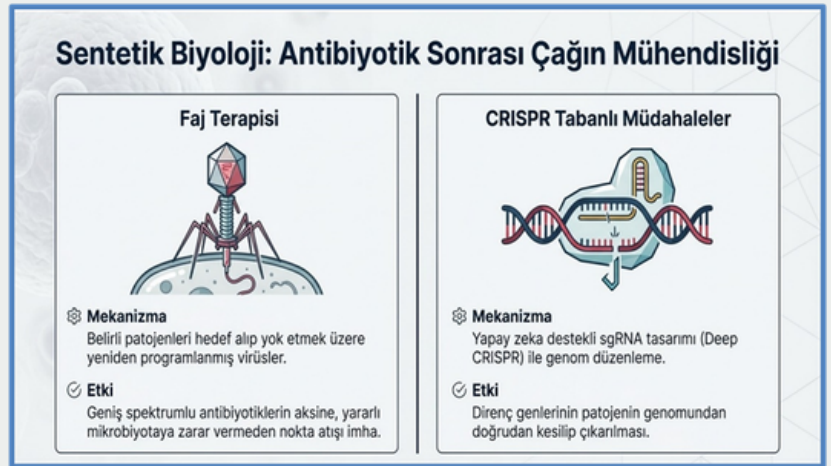 Sentetik Biyoloji: Antibiyotik Sonrası Çağın Mühendisliği
Faj Terapisi
Mekanizma
Belirli patojenleri hedef alıp yok etmek üzere
yeniden programlanmış virüsler.
Etki
Geniş spektrumlu antibiyotiklerin aksine, yararlı
mikrobiyotaya zarar vermeden nokta atışı imha.
CRISPR Tabanlı Müdahaleler
Mekanizma
Yapay zeka destekli sgRNA tasarımı (Deep
CRISPR) ile genom düzenleme.
Etki
Direnç genlerinin patojenin genomundan
doğrudan kesilip çıkarılması.